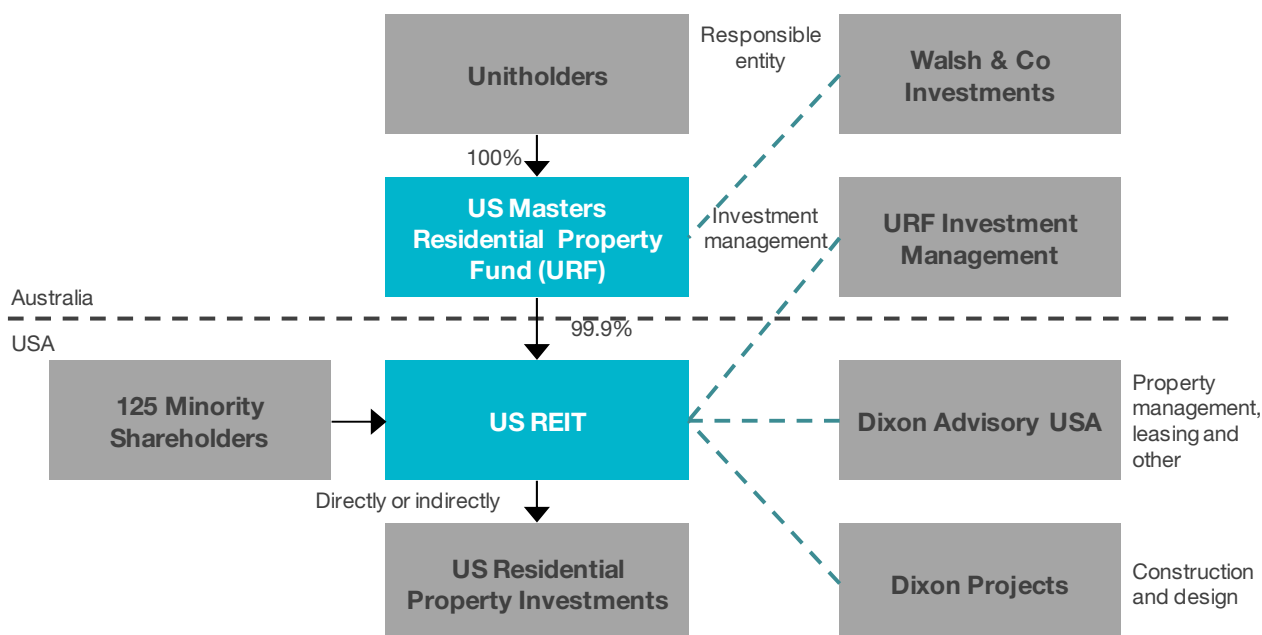 Unitholders
Responsible
entity
Walsh & Co
Investments
100%
US Masters
Residential Property
Fund (URF)
Investment
management
URF Investment
Management
Australia
99.9%
USA
125 Minority
Shareholders
US REIT
Dixon Advisory USA
Property
management,
leasing and
other
Directly or indirectly
US Residential
Property Investments
Dixon Projects
Construction
and design